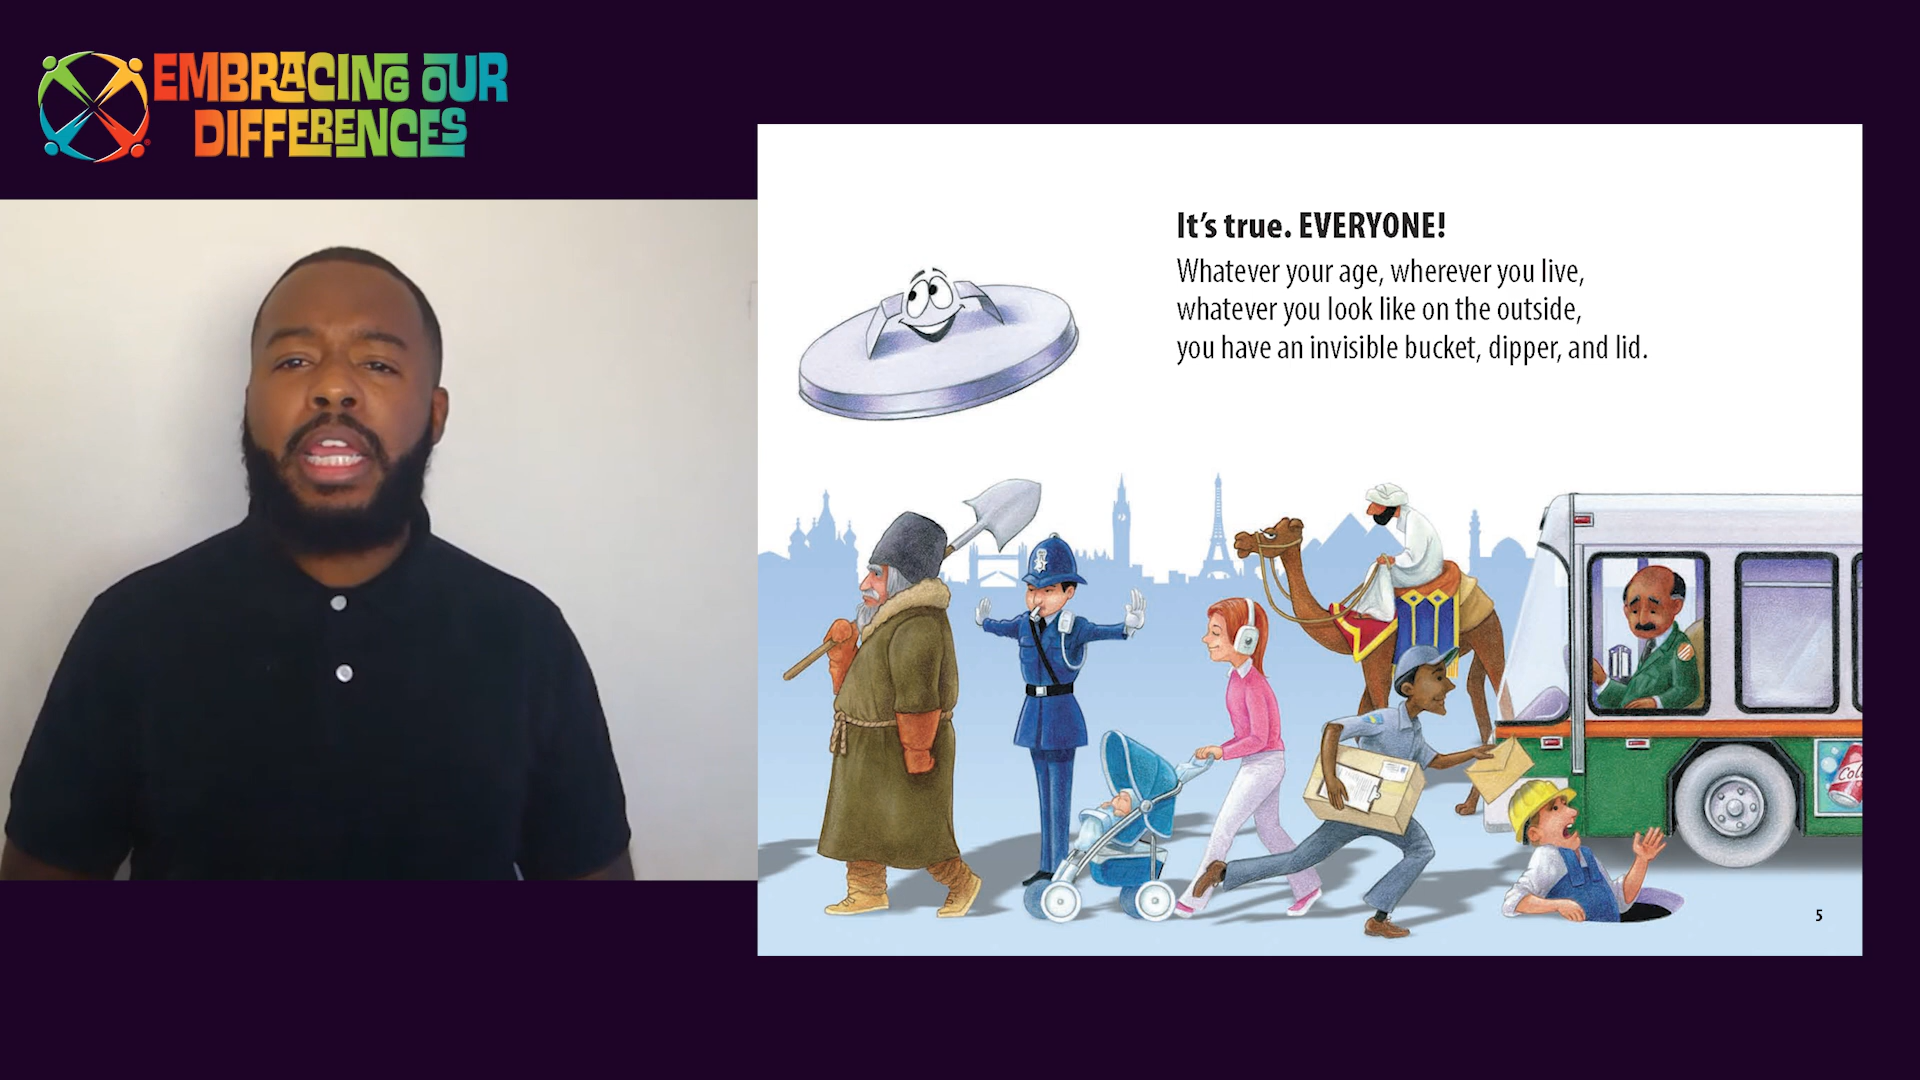 EMBRACING OUR
DIFFERENCES
It's true. EVERYONE!
Whatever your age, wherever you live,
whatever you look like on the outside,
you have an invisible bucket, dipper, and lid.
Col
5